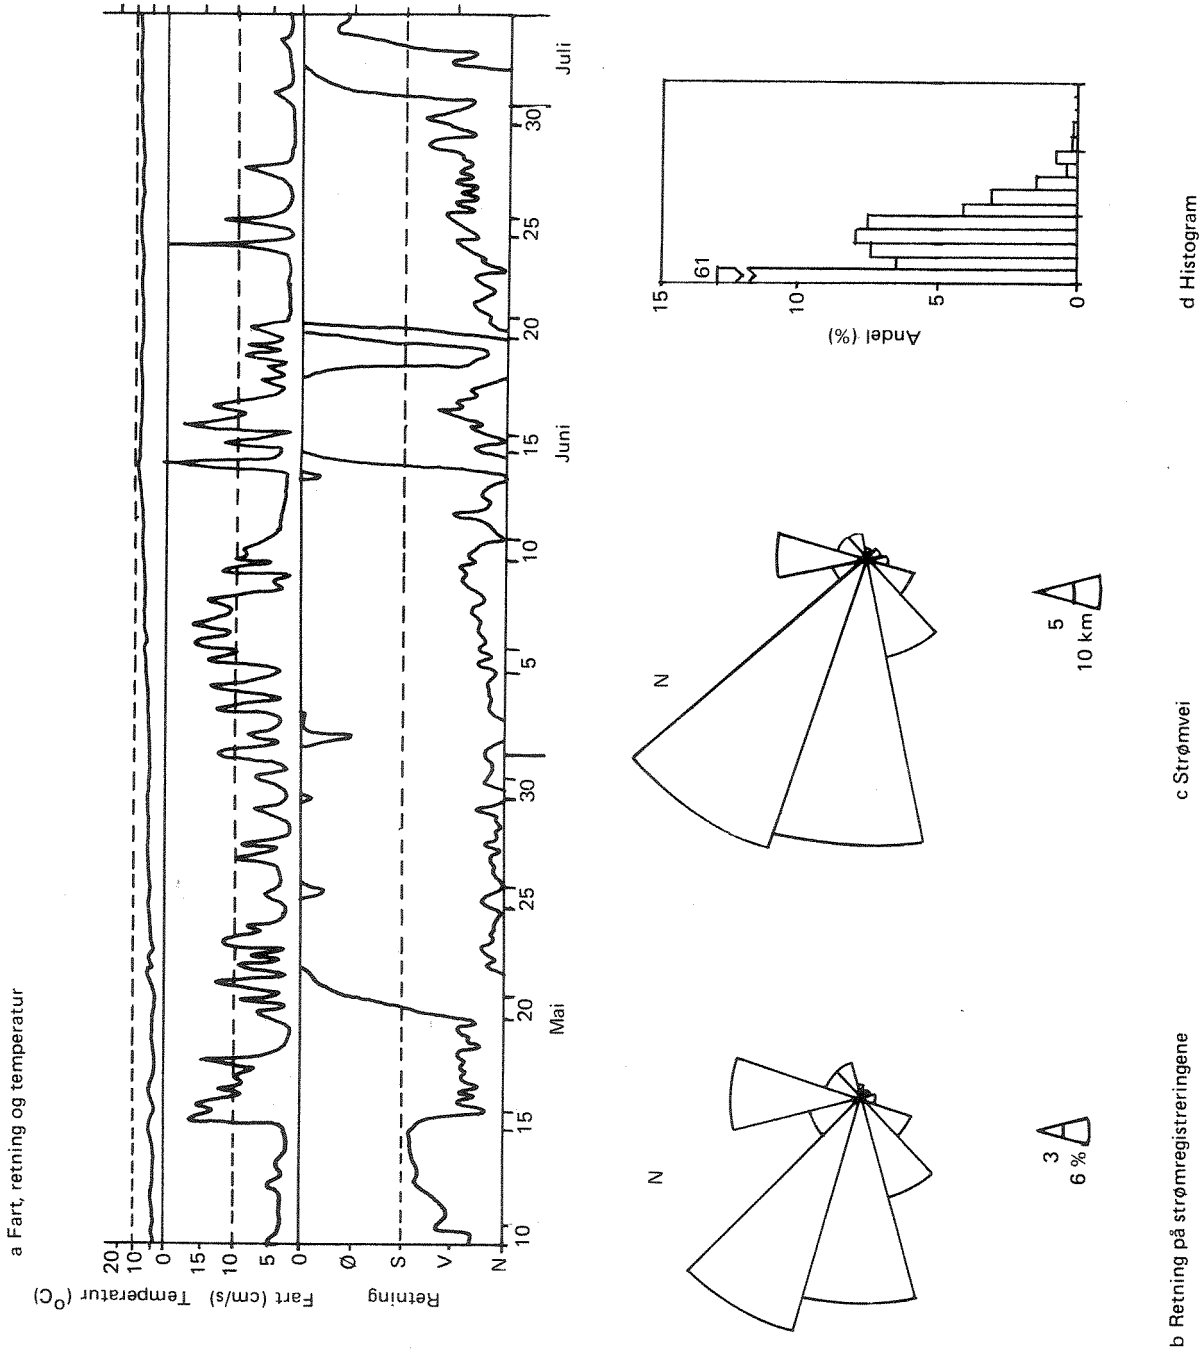 a Fart, retning og temperatur
Temperatur (°C)
20
10
0
Fart (cm/s)
15
10
5
0
Retning
Ø
S
V
N
10
15
20
25
30
5
10
15
20
25
30
Mai
Juni
Juli
N
3
6 %
b Retning på strømregistreringene
N
5
10 km
c Strømvei
Andel (%)
15
10
5
0
61
d Histogram